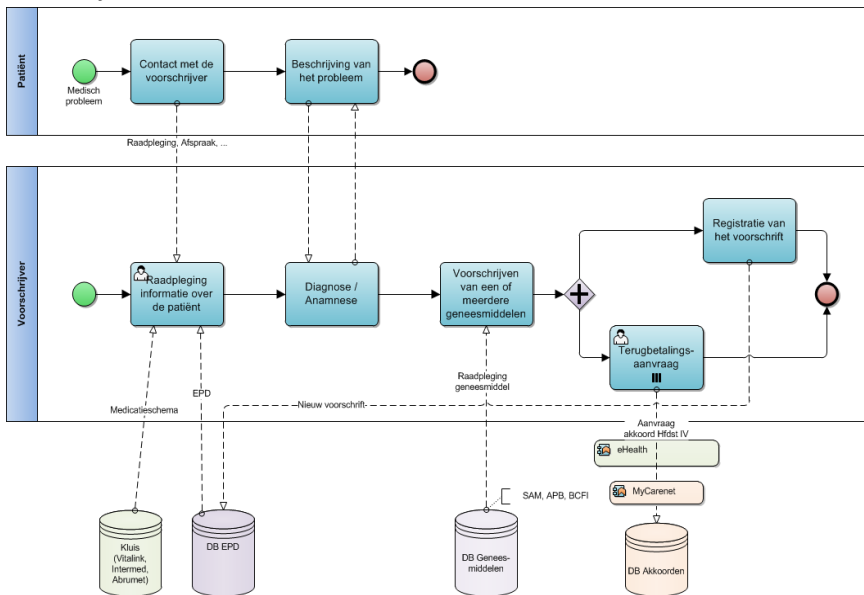 Patiënt
Medisch
probleem
Contact met de
voorschrijver
Beschrijving van
het probleem
Raadpleging, Afspraak, ...
Voorschrijver
Raadpleging
informatie over
de patiënt
Diagnose /
Anamnese
Voorschrijven
van een of
meerdere
geneesmiddelen
Registratie van
het voorschrift
Terugbetalings-
aanvraag
Medicatieschema
EPD
Nieuw voorschrift
Raadpleging
geneesmiddel
Aanvraag
akkoord Hfdst IV
eHealth
MyCarenet
SAM, APB, BCFI
Kluis
(Vitalink,
Intermed,
Abrumet)
DB EPD
DB Genees-
middelen
DB Akkoorden